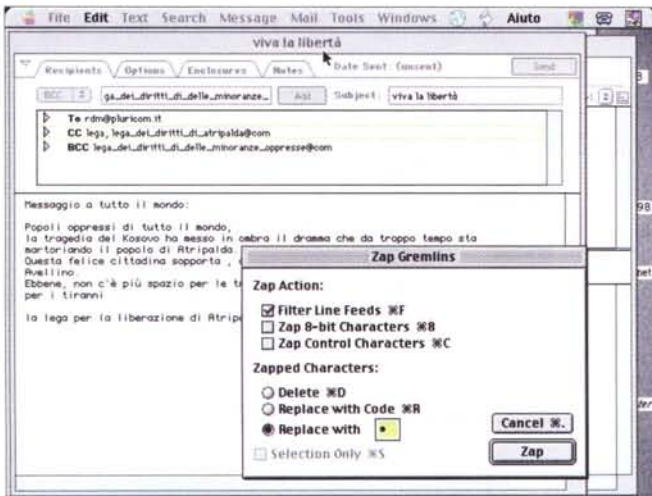 File Edit Text Search Message Mail Tools Windows Aiuto
viva la libertà
Recipients Options Enclosures Notes Date Sent: (unsent) Send
BCC ga_dei_diritti_di_delle_minoranze_ Add Subject: viva la libertà
To rdm@pluricom.it
CC lega, lega_dei_diritti_di_atripalda@com
BCC lega_dei_diritti_di_delle_minoranze_oppresse@com
Messaggio a tutto il mondo:
Popoli oppressi di tutto il mondo,
la tragedia del Kosovo ha messo in ombra il dramma che da troppo tempo sta
martoriando il popolo di Atripalda.
Questa felice cittadina sopporta ,
Avellino.
Ebbene, non c'è più spazio per le
per i tiranni
la lega per la liberazione di
Zap Gremlins
Zap Action:
Filter Line Feeds ⌘F
Zap 8-bit Characters ⌘8
Zap Control Characters ⌘C
Zapped Characters:
Delete ⌘D
Replace with Code ⌘R
Replace with •
Selection Only ⌘S
Cancel ⌘.
Zap
98